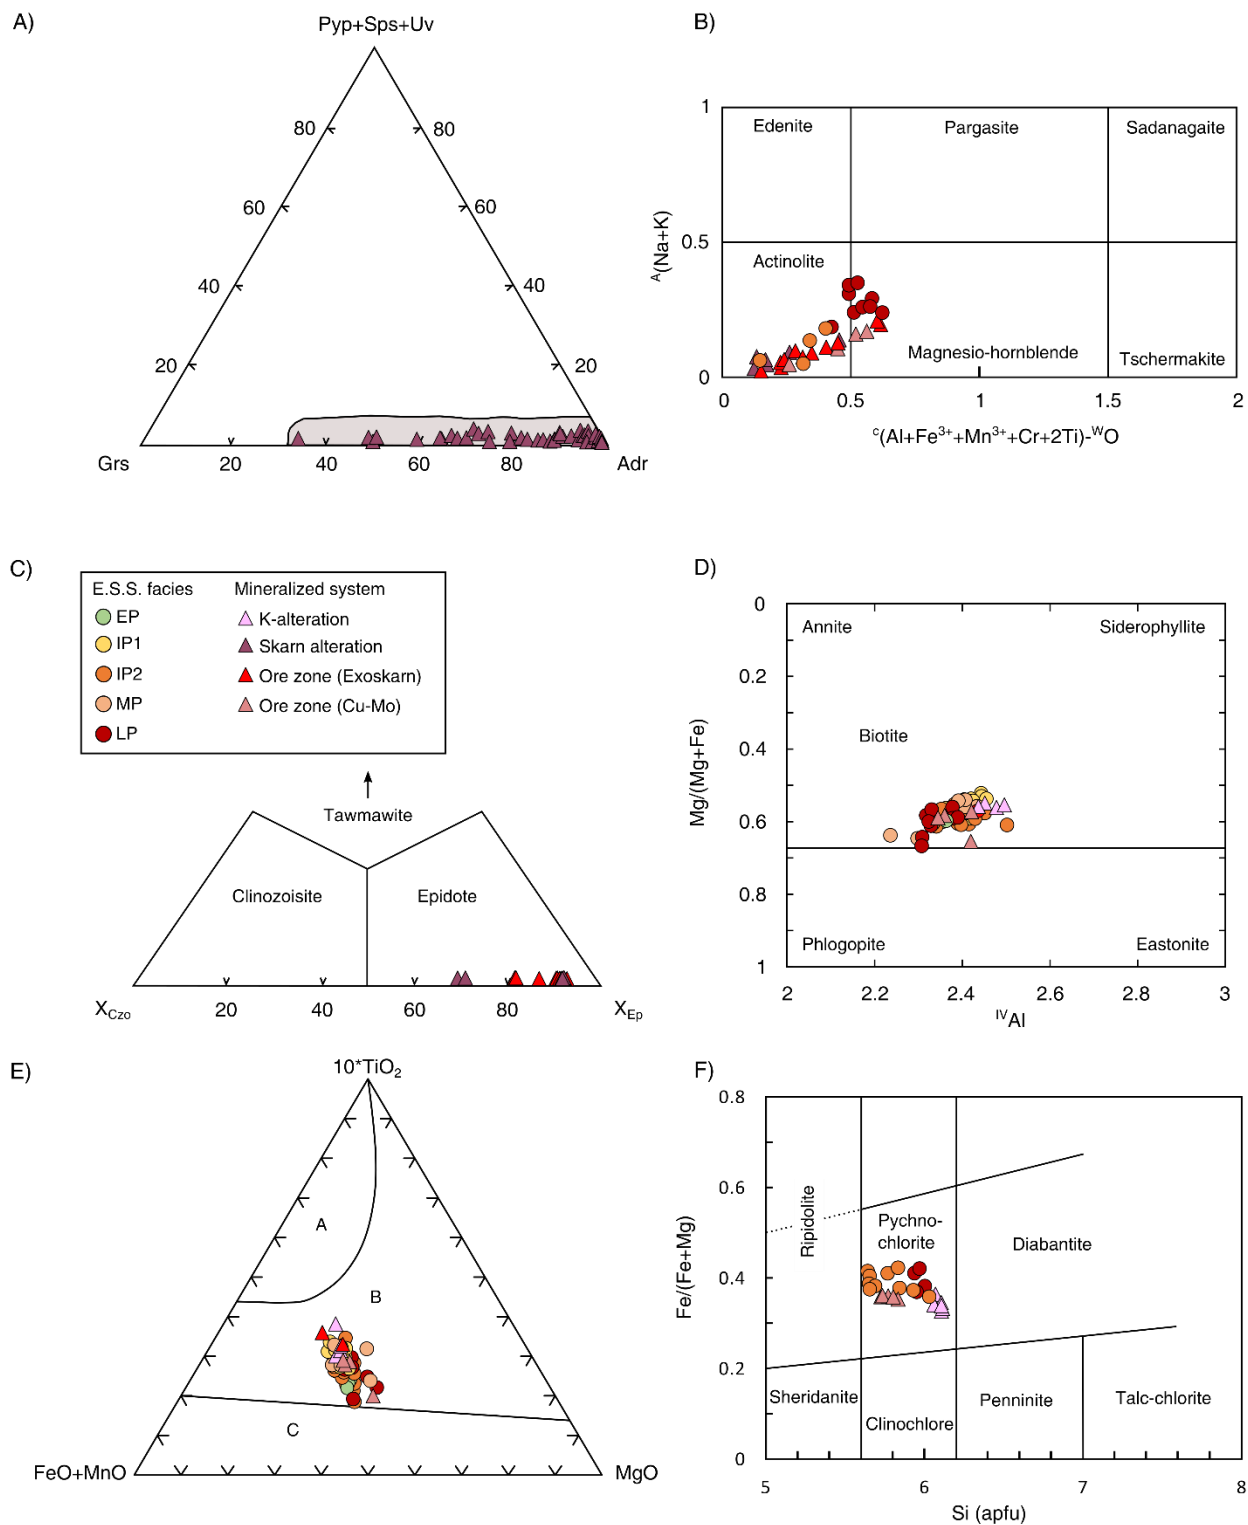 A)
Pyp+Sps+Uv
80
80
60
60
40
40
20
20
Grs
20
40
60
80
Adr
B)
1
0.5
0
Edenite
Pargasite
Sadanagaite
Actinolite
Magnesio-hornblende
Tschermakite
A(Na+K)
0
0.5
1
1.5
2
c(Al+Fe3++Mn3++Cr+2Ti)-WO
C)
E.S.S. facies
EP
IP1
IP2
MP
LP
Mineralized system
K-alteration
Skarn alteration
Ore zone (Exoskarn)
Ore zone (Cu-Mo)
Tawmawite
Clinozoisite
Epidote
XCzo
20
40
60
80
XEp
D)
0
0.2
0.4
0.6
0.8
1
Mg/(Mg+Fe)
Annite
Siderophyllite
Biotite
Phlogopite
Eastonite
2
2.2
2.4
2.6
2.8
3
IVAl
E)
10*TiO2
A
B
C
FeO+MnO
MgO
F)
0.8
0.6
0.4
0.2
0
Fe/(Fe+Mg)
Ripidolite
Pychno-
chlorite
Diabantite
Sheridanite
Clinochlore
Penninite
Talc-chlorite
5
6
7
8
Si (apfu)